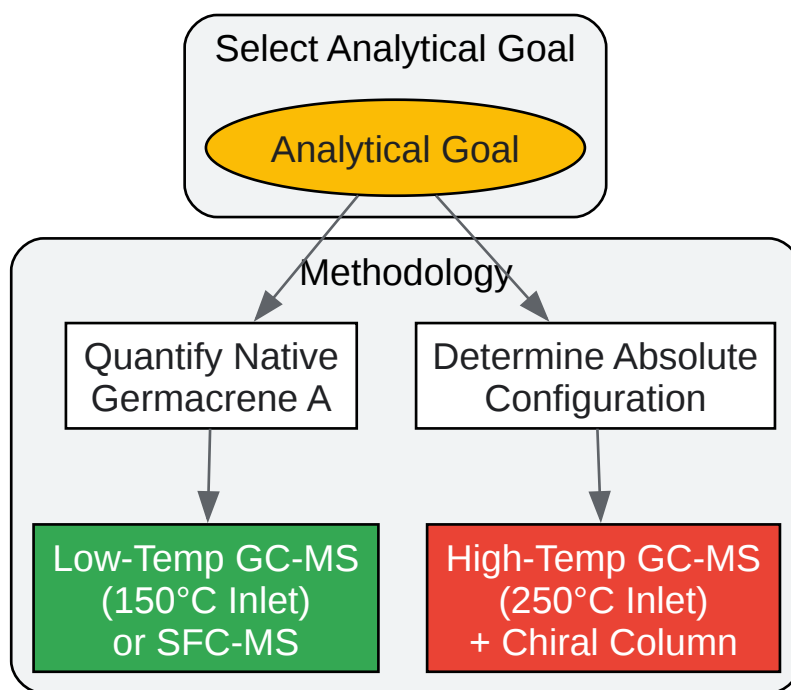 Select Analytical Goal
Analytical Goal
Methodology
Quantify Native
Germacrene A
Determine Absolute
Configuration
Low-Temp GC-MS
(150°C Inlet)
or SFC-MS
High-Temp GC-MS
(250°C Inlet)
+ Chiral Column